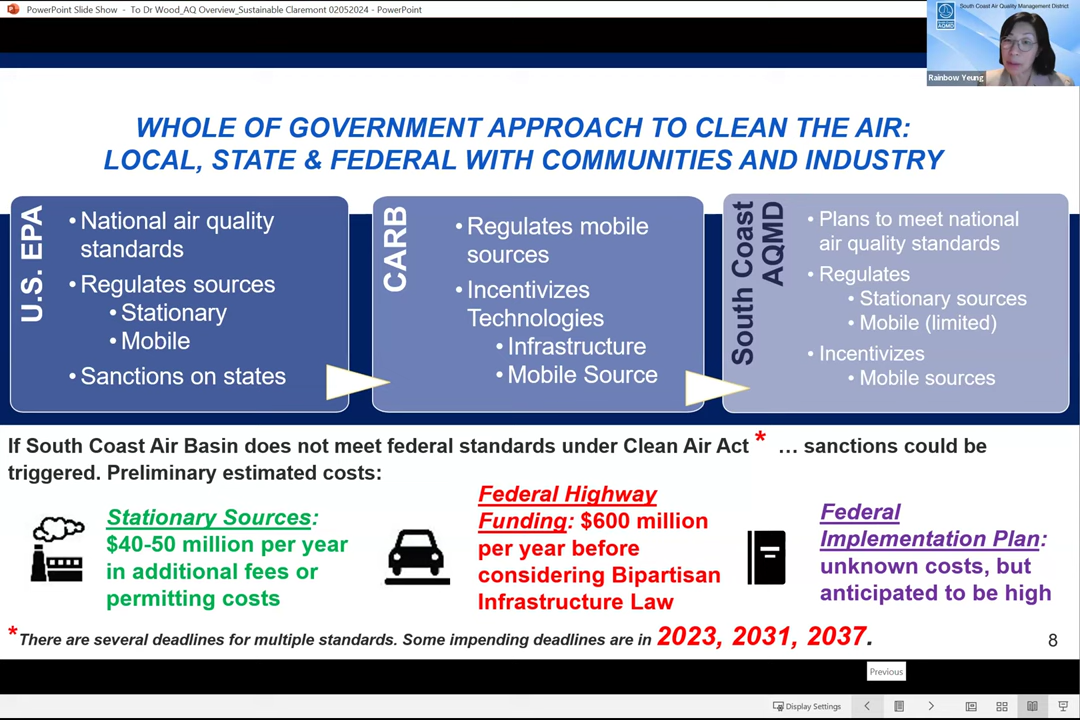 PowerPoint Slide Show - To Dr Wood_AQ Overview_Sustainable Claremont 02052024 - PowerPoint
South Coast Air Quality Management District
AQMD
Rainbow Yeung
WHOLE OF GOVERNMENT APPROACH TO CLEAN THE AIR:
LOCAL, STATE & FEDERAL WITH COMMUNITIES AND INDUSTRY
U.S. EPA
• National air quality
standards
• Regulates sources
• Stationary
• Mobile
• Sanctions on states
CARB
• Regulates mobile
sources
• Incentivizes
Technologies
• Infrastructure
• Mobile Source
South Coast
AQMD
• Plans to meet national
air quality standards
• Regulates
• Stationary sources
• Mobile (limited)
• Incentivizes
• Mobile sources
If South Coast Air Basin does not meet federal standards under Clean Air Act * … sanctions could be
triggered. Preliminary estimated costs:
Stationary Sources:
$40-50 million per year
in additional fees or
permitting costs
Federal Highway
Funding: $600 million
per year before
considering Bipartisan
Infrastructure Law
Federal
Implementation Plan:
unknown costs, but
anticipated to be high
*There are several deadlines for multiple standards. Some impending deadlines are in 2023, 2031, 2037.
8
Previous
Display Settings